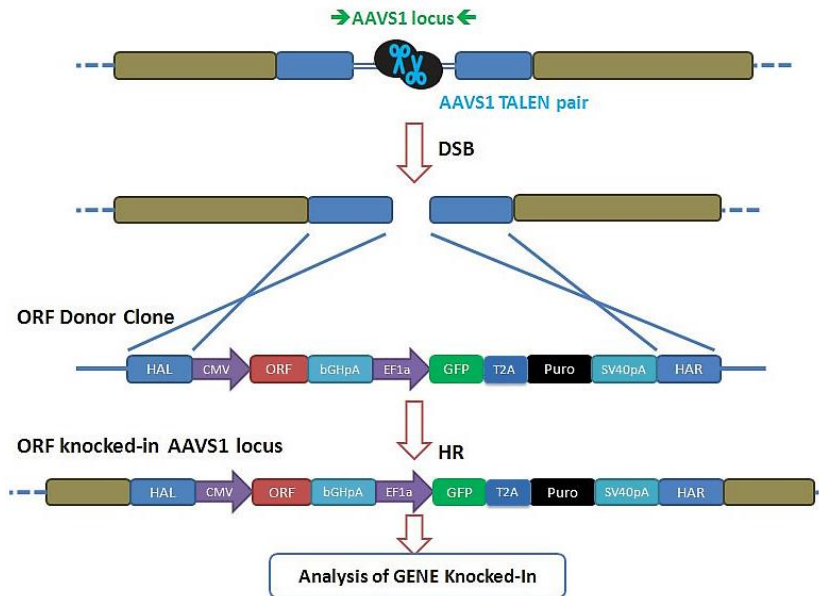 AAVS1 locus
AAVS1 TALEN pair
DSB
ORF Donor Clone
HAL CMV ORF bGHpA EF1a GFP T2A Puro SV40pA HAR
ORF knocked-in AAVS1 locus
HR
HAL CMV ORF bGHpA EF1a GFP T2A Puro SV40pA HAR
Analysis of GENE Knocked-In